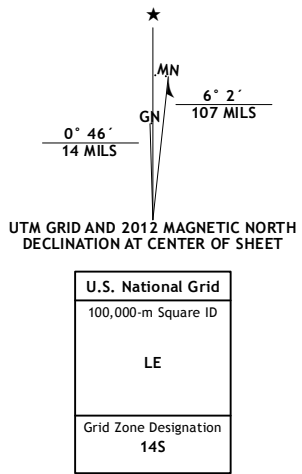 ★
MN
GN
6° 2´
107 MILS
0° 46´
14 MILS
UTM GRID AND 2012 MAGNETIC NORTH
DECLINATION AT CENTER OF SHEET
U.S. National Grid
100,000-m Square ID
LE
Grid Zone Designation
14S